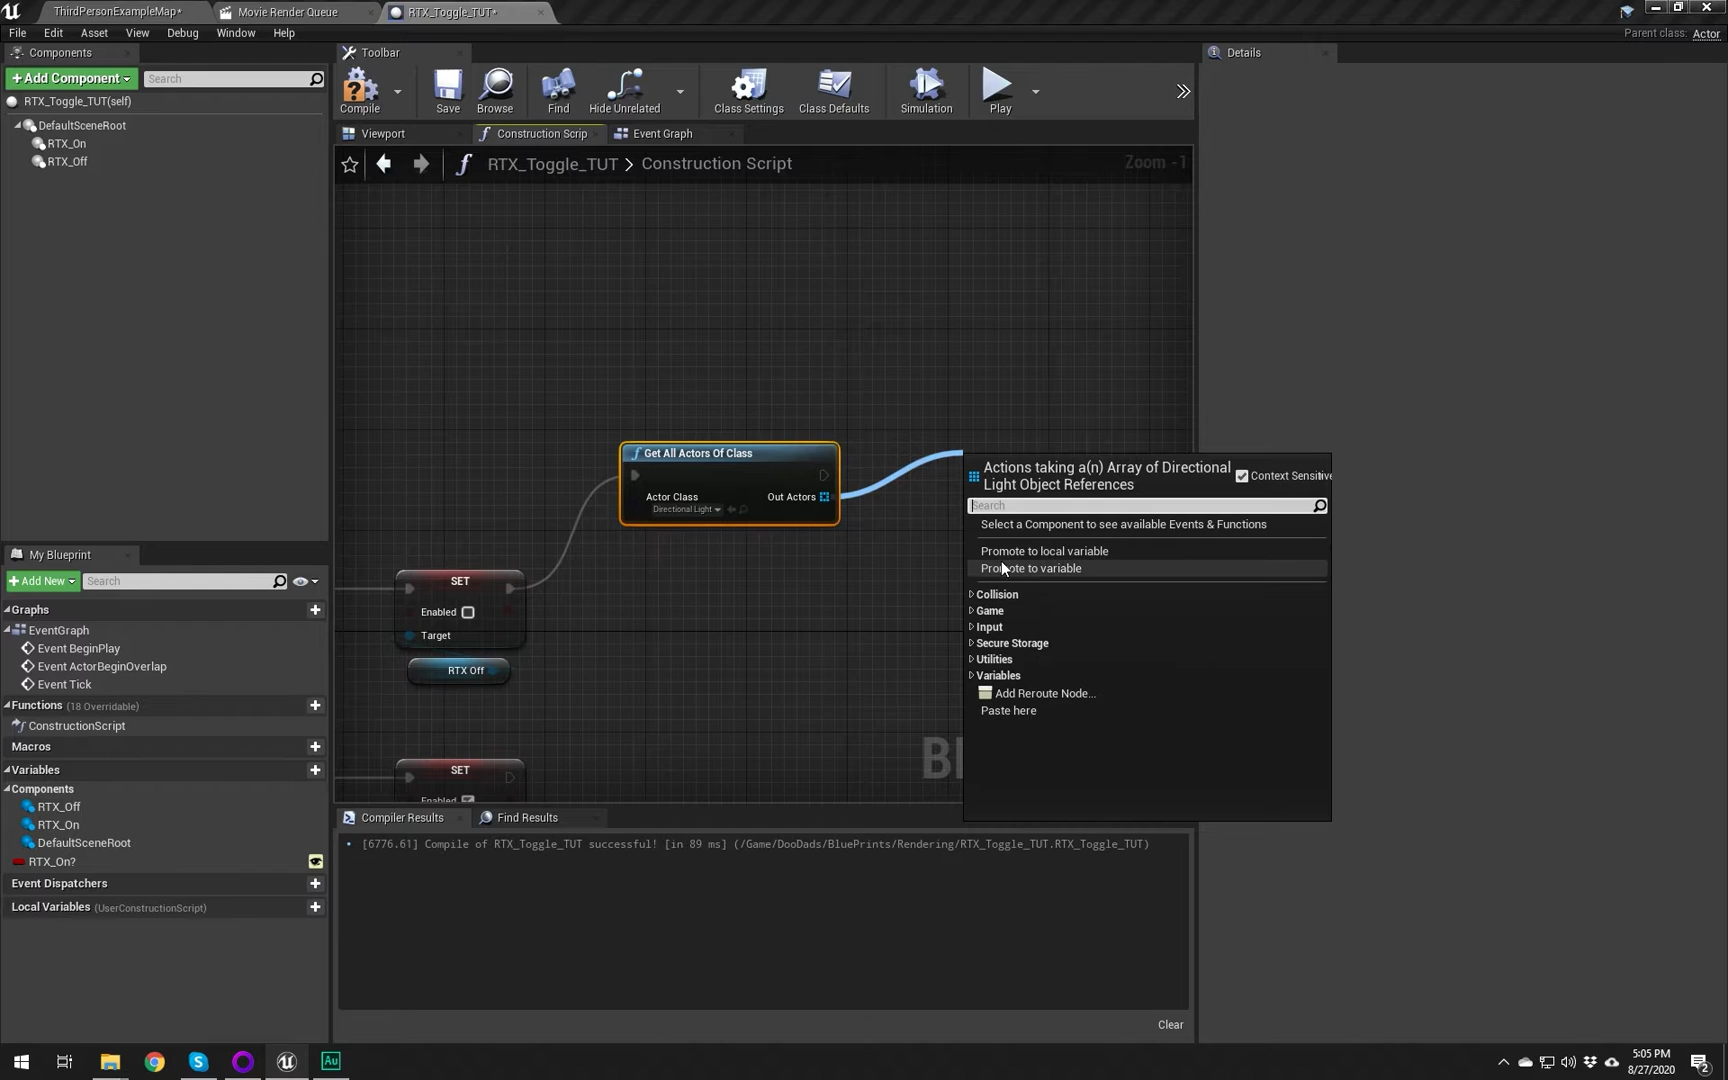 ThirdPersonExampleMap*
Movie Render Queue
RTX_Toggle_TUT*
File Edit Asset View Debug Window Help
Parent class: Actor
Components
+Add Component
Search
RTX_Toggle_TUT(self)
DefaultSceneRoot
RTX_On
RTX_Off
Toolbar
Compile
Save
Browse
Find
Hide Unrelated
Class Settings
Class Defaults
Simulation
Play
Details
Viewport
Construction Scrip
Event Graph
RTX_Toggle_TUT > Construction Script
Zoom -1
Get All Actors Of Class
Actor Class
Directional Light
Out Actors
SET
Enabled
Target
RTX Off
SET
Enabled
Actions taking a(n) Array of Directional
Light Object References
Context Sensitive
Search
Select a Component to see available Events & Functions
Promote to local variable
Promote to variable
Collision
Game
Input
Secure Storage
Utilities
Variables
Add Reroute Node...
Paste here
My Blueprint
+Add New
Search
Graphs
EventGraph
Event BeginPlay
Event ActorBeginOverlap
Event Tick
Functions (18 Overridable)
ConstructionScript
Macros
Variables
Components
RTX_Off
RTX_On
DefaultSceneRoot
RTX_On?
Event Dispatchers
Local Variables (UserConstructionScript)
Compiler Results
Find Results
[6776.61] Compile of RTX_Toggle_TUT successful! [in 89 ms] (/Game/DooDads/BluePrints/Rendering/RTX_Toggle_TUT.RTX_Toggle_TUT)
Clear
Au
5:05 PM
8/27/2020
2